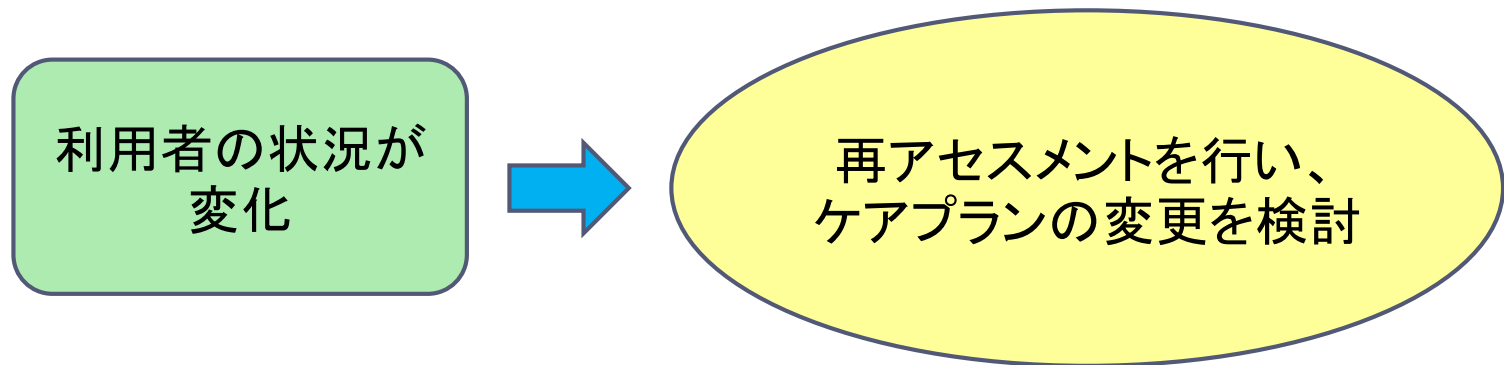 利用者の状況が
変化
再アセスメントを行い、
ケアプランの変更を検討